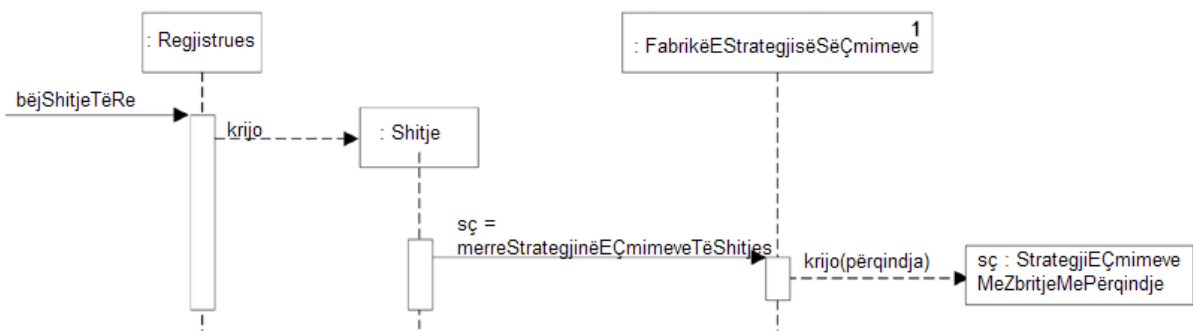 : Regjistrues
1
: FabrikëEStrategjisëSëÇmimeve
bëjShitjeTëRe
krijo
: Shitje
sç =
merreStrategjinëEÇmimeveTëShitjes
krijo(përqindja)
sç : StrategjiEÇmimeve
MeZbritjeMePërqindje